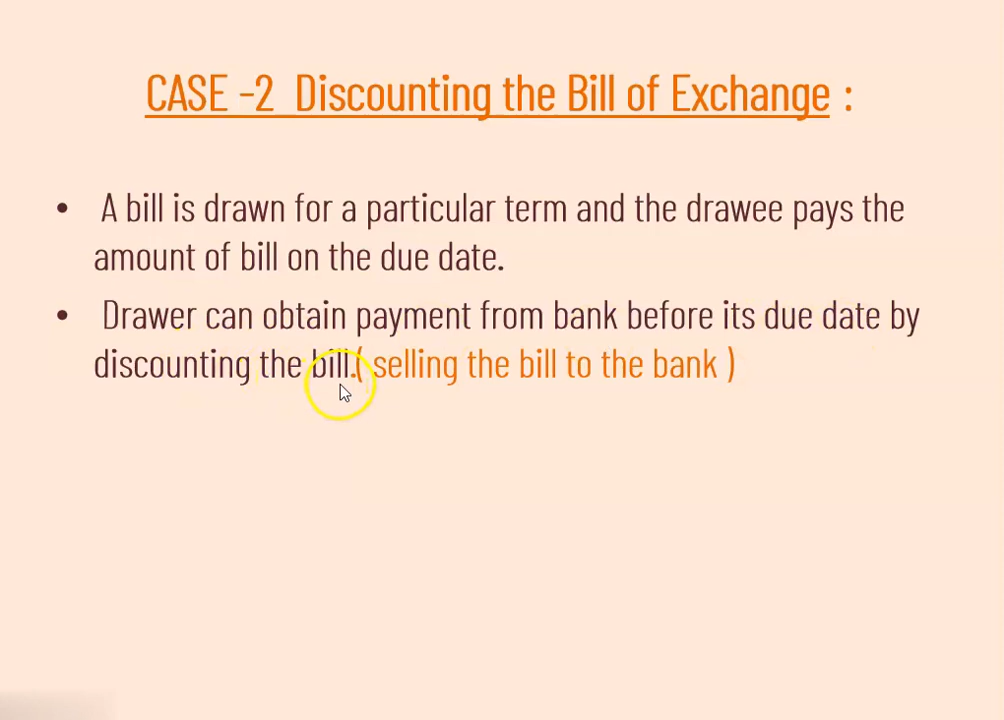 CASE -2 Discounting the Bill of Exchange :
• A bill is drawn for a particular term and the drawee pays the
amount of bill on the due date.
• Drawer can obtain payment from bank before its due date by
discounting the bill.( selling the bill to the bank )